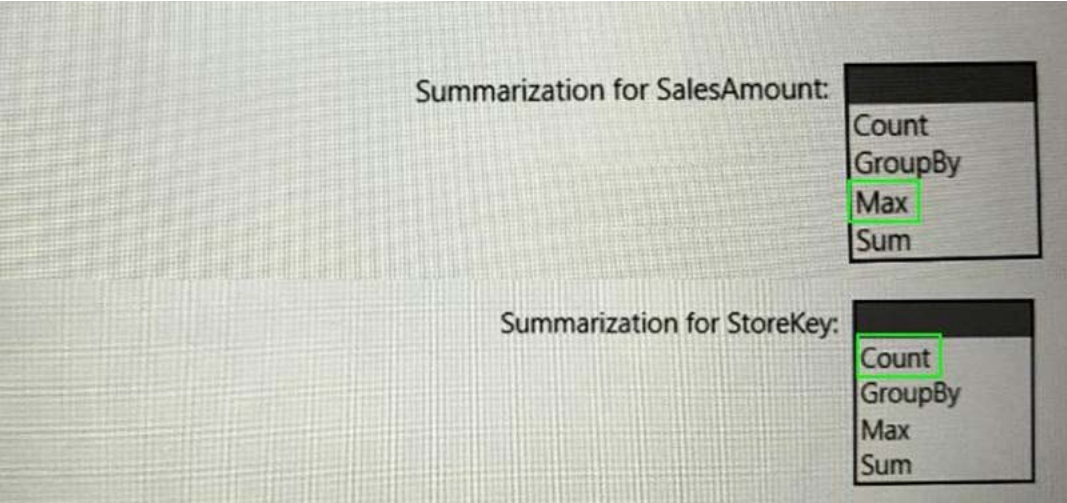 Summarization for SalesAmount:
Count
GroupBy
Max
Sum
Summarization for StoreKey:
Count
GroupBy
Max
Sum